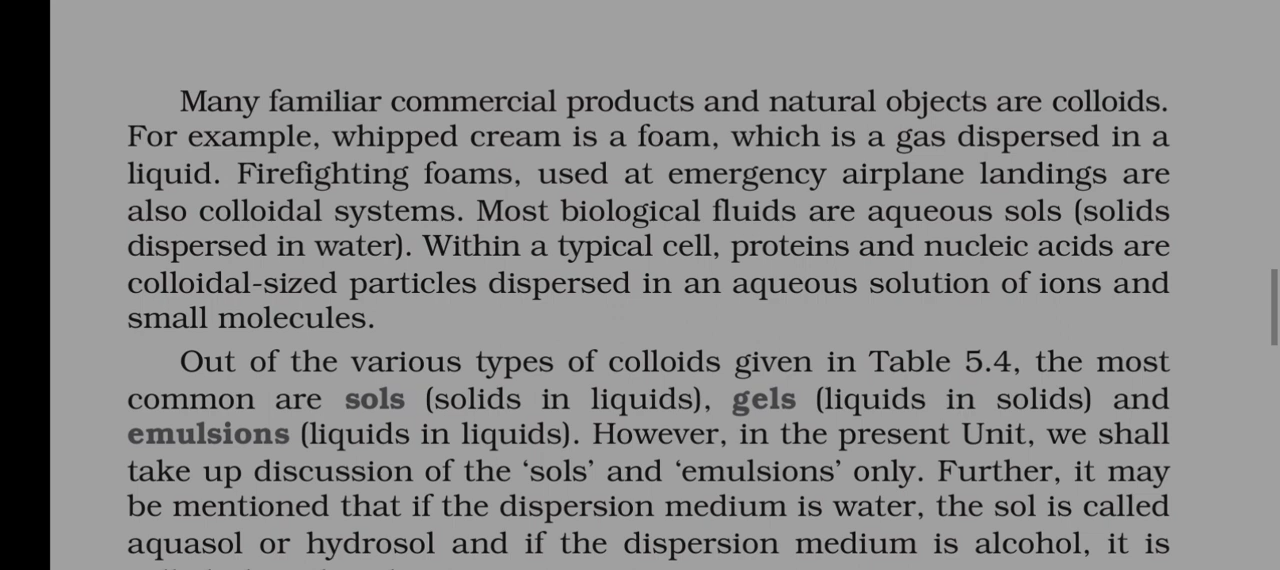 Many familiar commercial products and natural objects are colloids.
For example, whipped cream is a foam, which is a gas dispersed in a
liquid. Firefighting foams, used at emergency airplane landings are
also colloidal systems. Most biological fluids are aqueous sols (solids
dispersed in water). Within a typical cell, proteins and nucleic acids are
colloidal-sized particles dispersed in an aqueous solution of ions and
small molecules.
Out of the various types of colloids given in Table 5.4, the most
common are sols (solids in liquids), gels (liquids in solids) and
emulsions (liquids in liquids). However, in the present Unit, we shall
take up discussion of the ‘sols’ and ‘emulsions’ only. Further, it may
be mentioned that if the dispersion medium is water, the sol is called
aquasol or hydrosol and if the dispersion medium is alcohol, it is